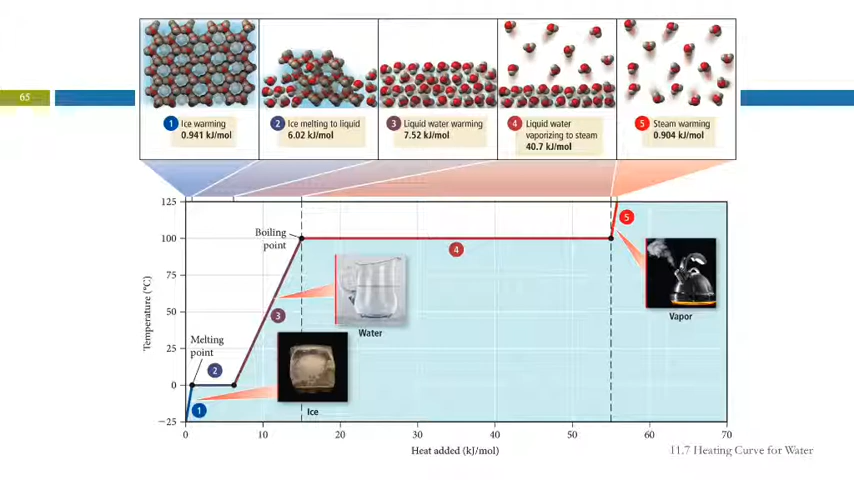 65
1 Ice warming
0.941 kJ/mol
2 Ice melting to liquid
6.02 kJ/mol
3 Liquid water warming
7.52 kJ/mol
4 Liquid water
vaporizing to steam
40.7 kJ/mol
5 Steam warming
0.904 kJ/mol
125
100
75
50
25
0
−25
Temperature (°C)
Boiling
point
Melting
point
1
2
3
4
5
Water
Ice
Vapor
0 10 20 30 40 50 60 70
Heat added (kJ/mol)
11.7 Heating Curve for Water